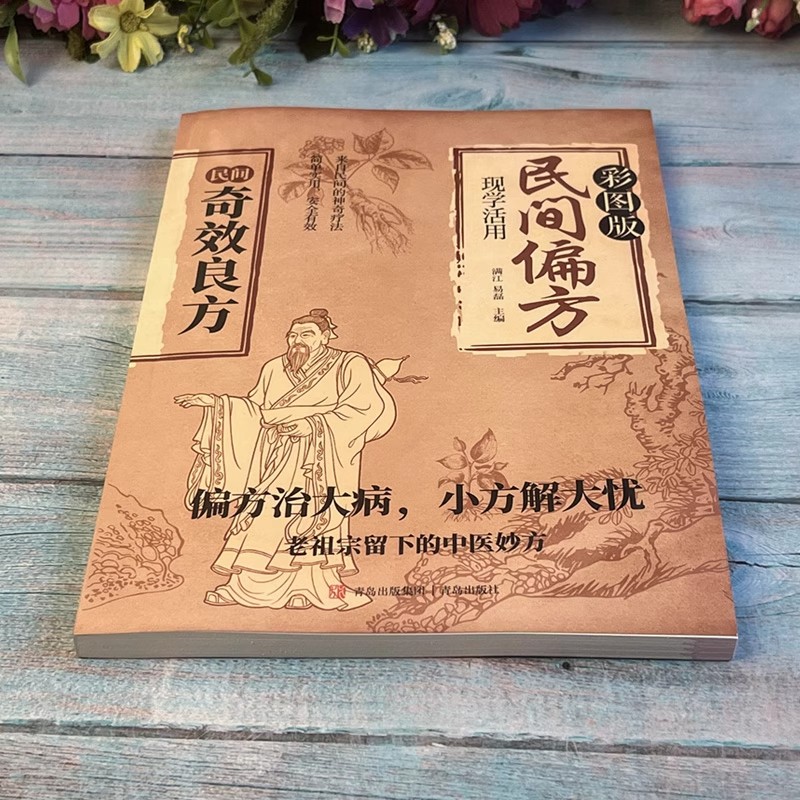 彩图版
民间偏方
现学活用
满江 易磊 主编
来自民间的神奇疗法
简单实用、安全有效
民间
奇效良方
偏方治大病，小方解大忧
老祖宗留下的中医妙方
青岛出版集团 | 青岛出版社